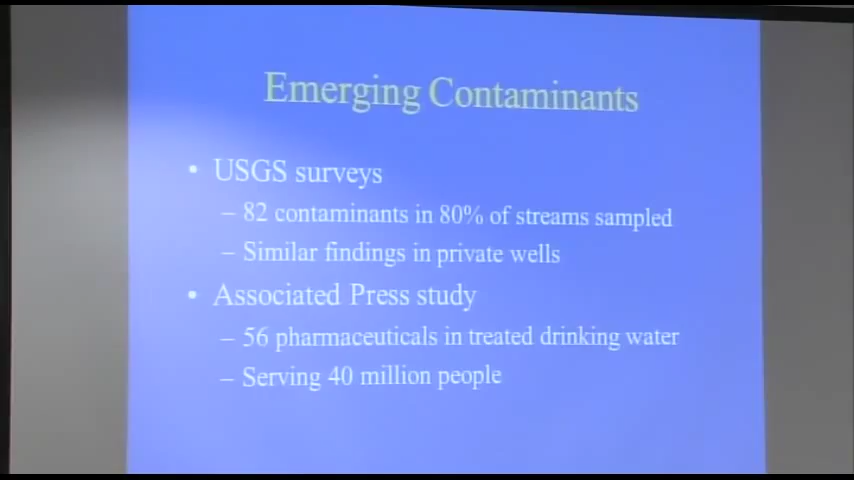 Emerging Contaminants
• USGS surveys
– 82 contaminants in 80% of streams sampled
– Similar findings in private wells
• Associated Press study
– 56 pharmaceuticals in treated drinking water
– Serving 40 million people